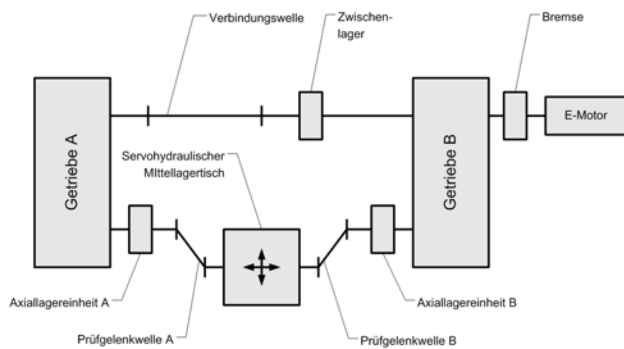 Verbindungswelle
Zwischen-
lager
Bremse
Getriebe A
Getriebe B
E-Motor
Servohydraulischer
MIttellagertisch
Axiallagereinheit A
Axiallagereinheit B
Prüfgelenkwelle A
Prüfgelenkwelle B